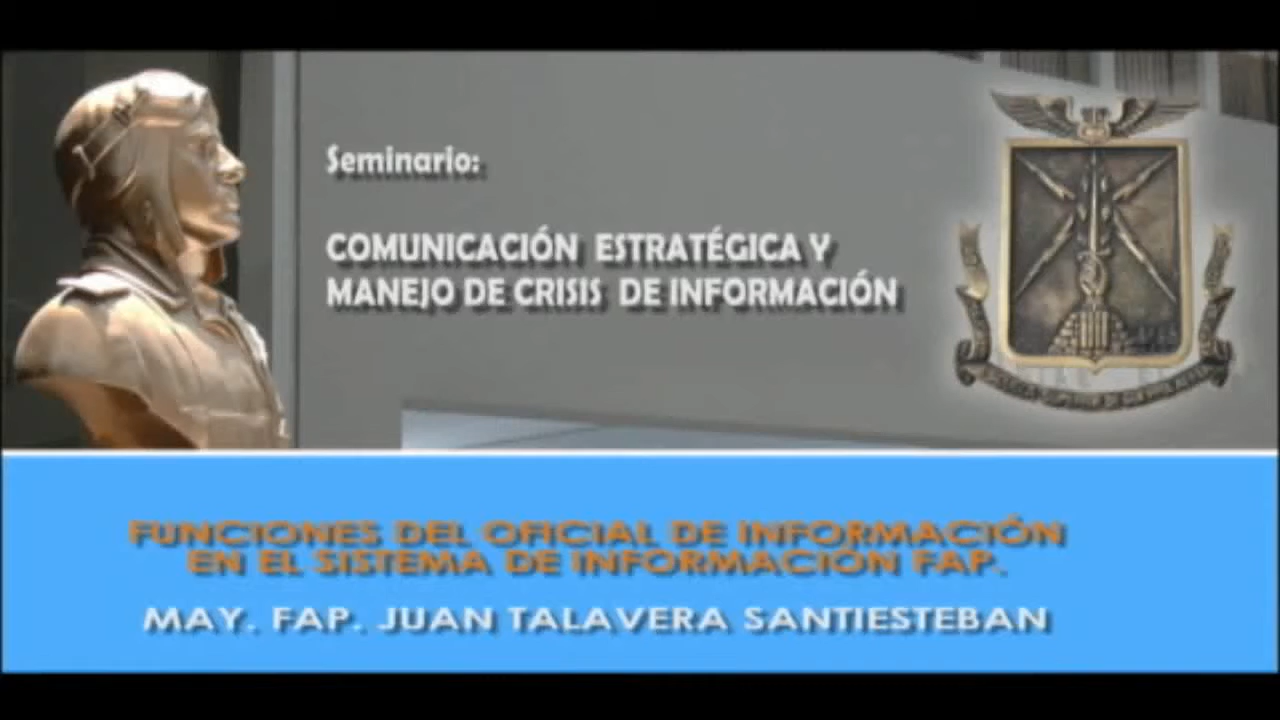 Seminario:
COMUNICACIÓN ESTRATÉGICA Y
MANEJO DE CRISIS DE INFORMACIÓN
FUNCIONES DEL OFICIAL DE INFORMACIÓN
EN EL SISTEMA DE INFORMACIÓN FAP.
MAY. FAP. JUAN TALAVERA SANTIESTEBAN